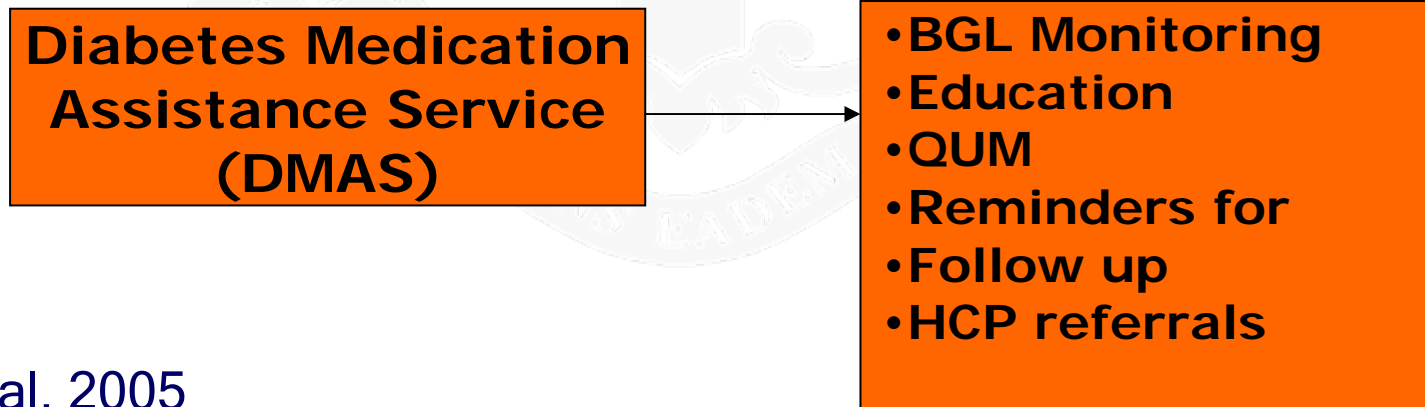 Diabetes Medication
Assistance Service
(DMAS)
•BGL Monitoring
•Education
•QUM
•Reminders for
•Follow up
•HCP referrals
al. 2005